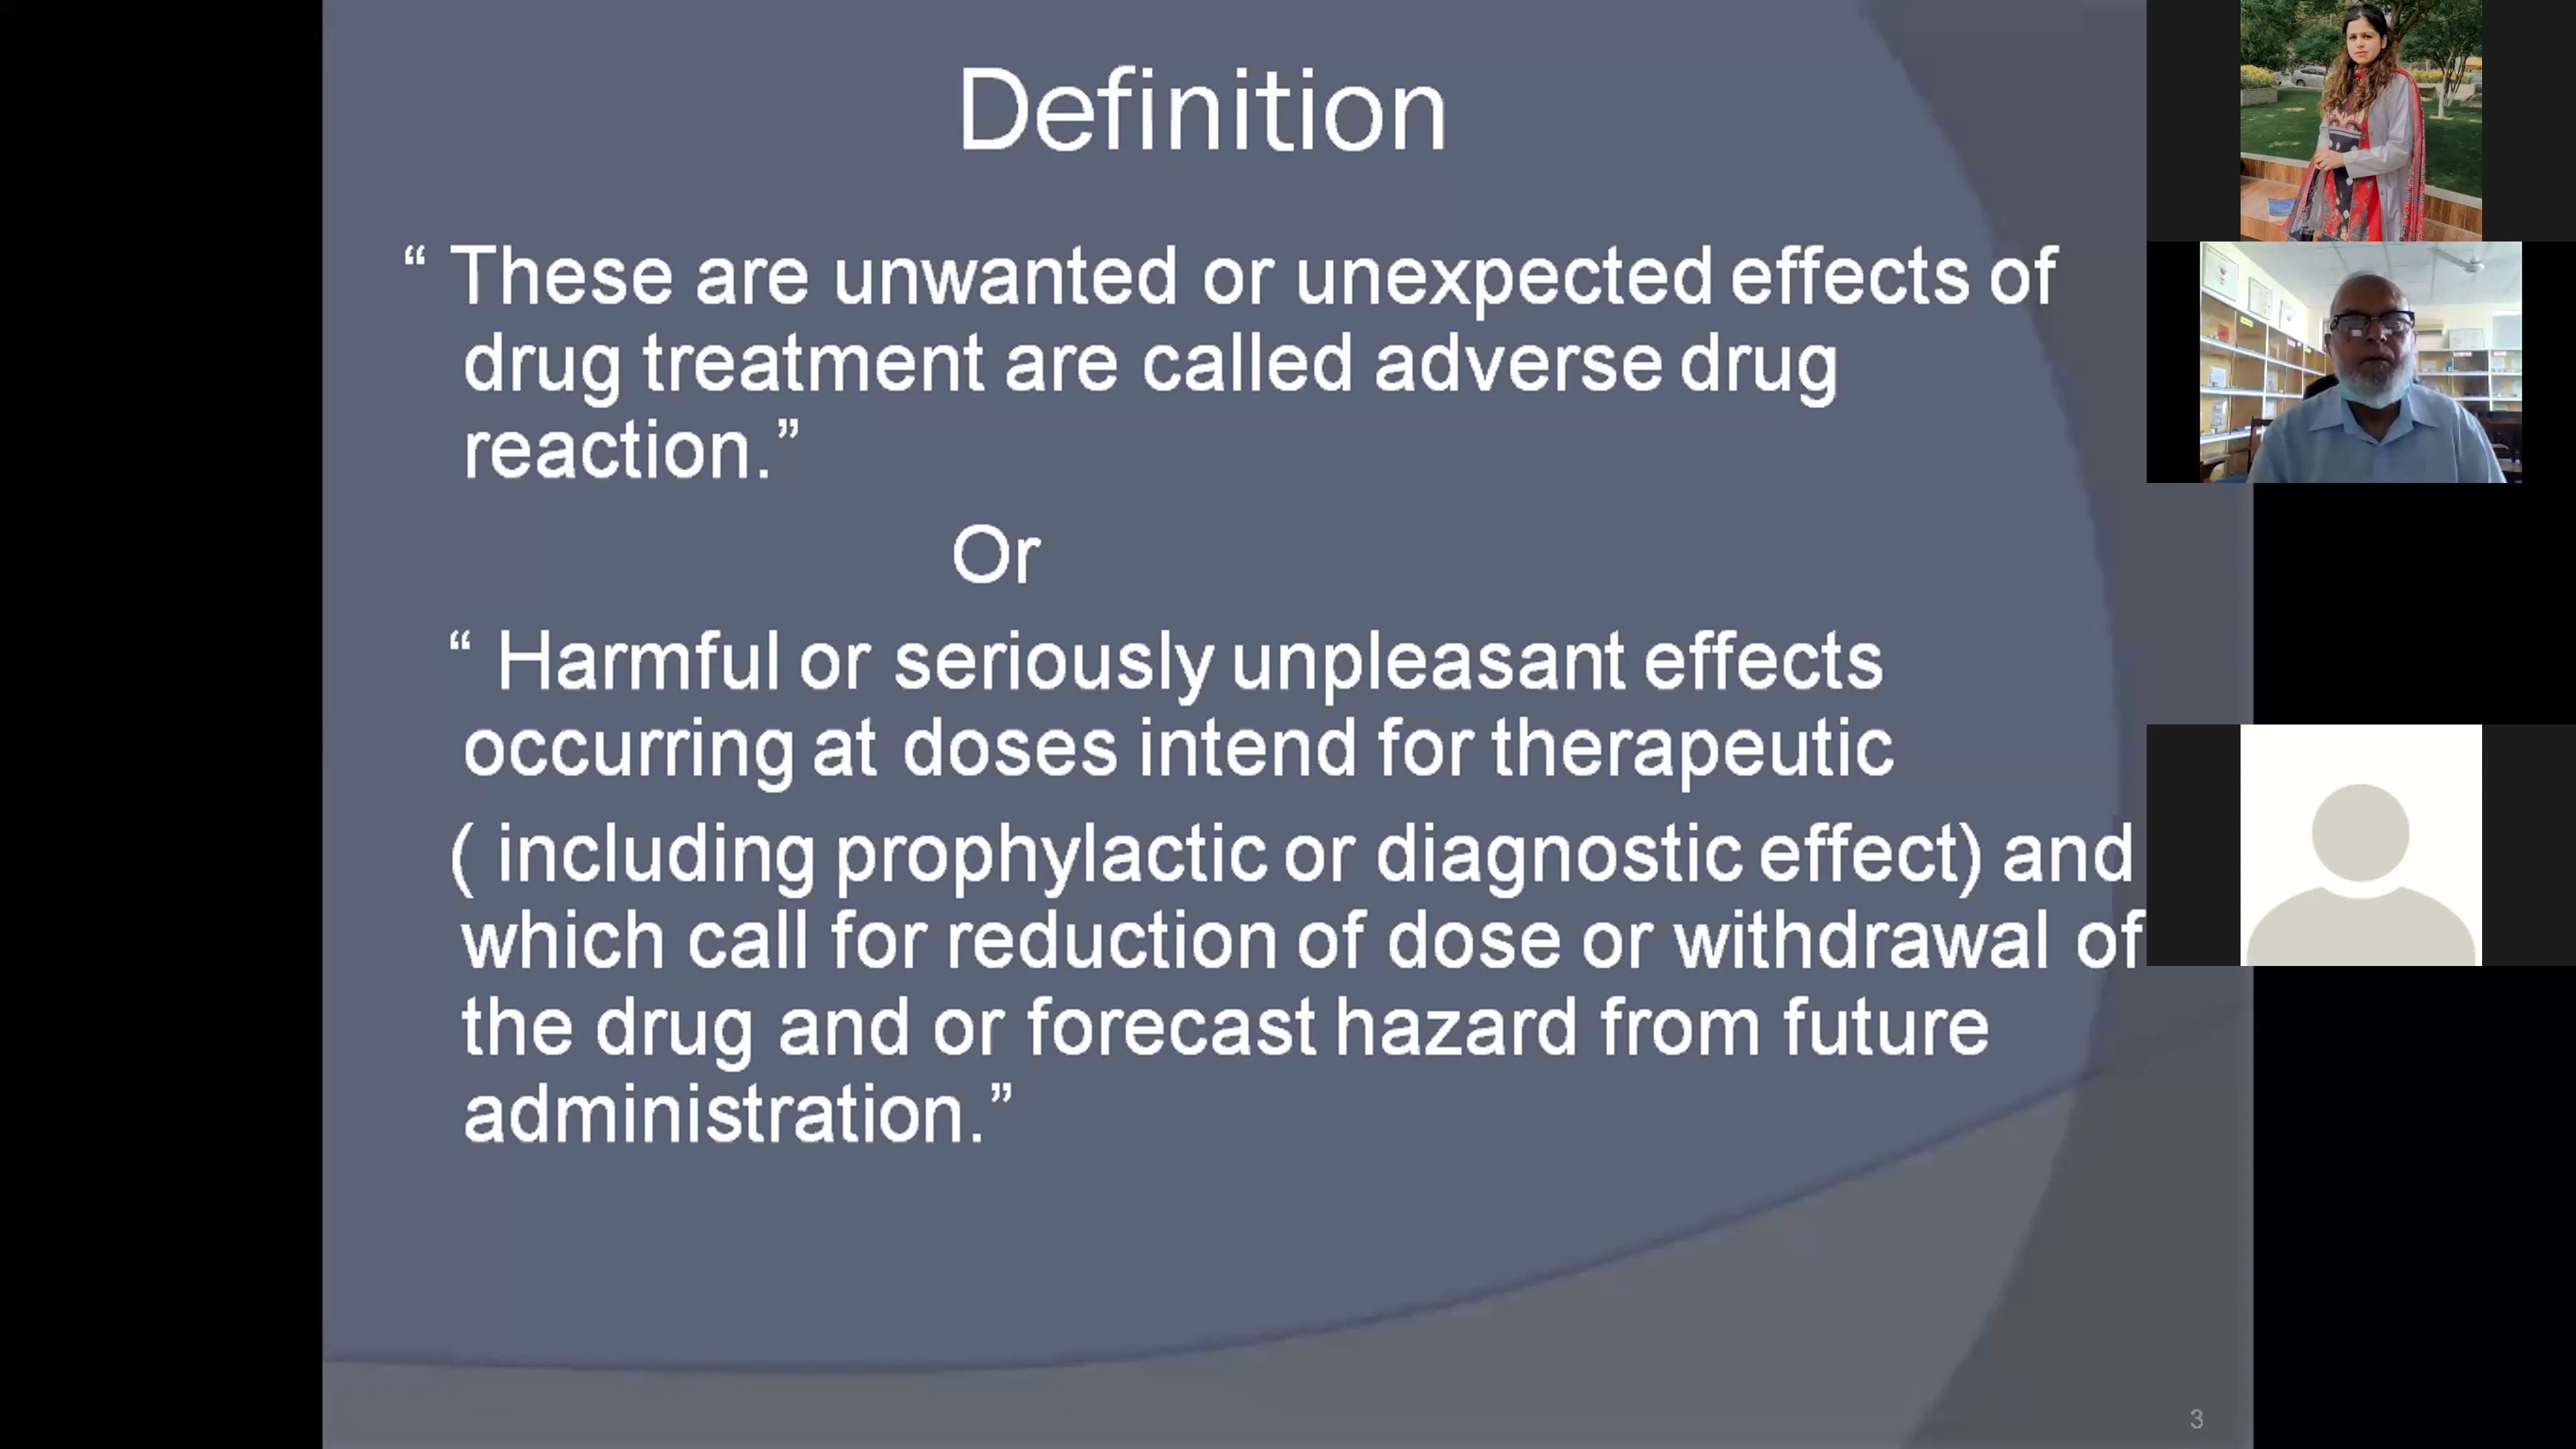 Definition
“ These are unwanted or unexpected effects of
drug treatment are called adverse drug
reaction.”
Or
“ Harmful or seriously unpleasant effects
occurring at doses intend for therapeutic
( including prophylactic or diagnostic effect) and
which call for reduction of dose or withdrawal of
the drug and or forecast hazard from future
administration.”
3